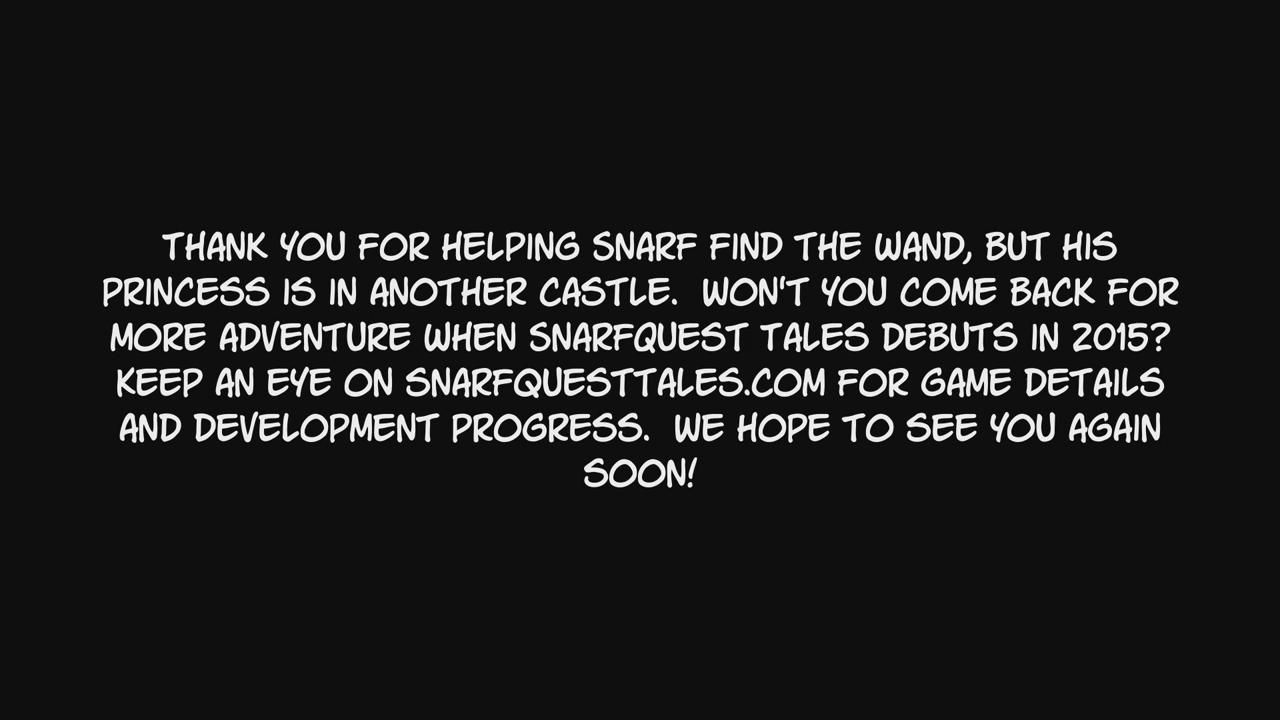 THANK YOU FOR HELPING SNARF FIND THE WAND, BUT HIS
PRINCESS IS IN ANOTHER CASTLE.  WON'T YOU COME BACK FOR
MORE ADVENTURE WHEN SNARFQUEST TALES DEBUTS IN 2015?
KEEP AN EYE ON SNARFQUESTTALES.COM FOR GAME DETAILS
AND DEVELOPMENT PROGRESS.  WE HOPE TO SEE YOU AGAIN
SOON!